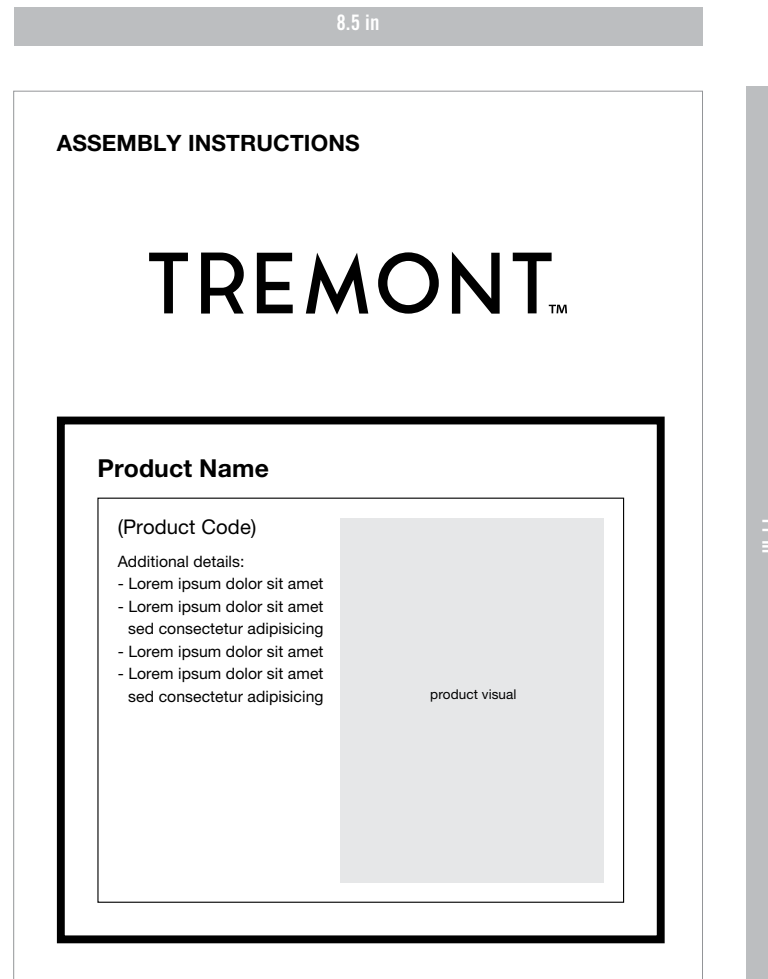 8.5 in
ASSEMBLY INSTRUCTIONS
TREMONT™
Product Name
(Product Code)
Additional details:
- Lorem ipsum dolor sit amet
- Lorem ipsum dolor sit amet
sed consectetur adipisicing
- Lorem ipsum dolor sit amet
- Lorem ipsum dolor sit amet
sed consectetur adipisicing
product visual